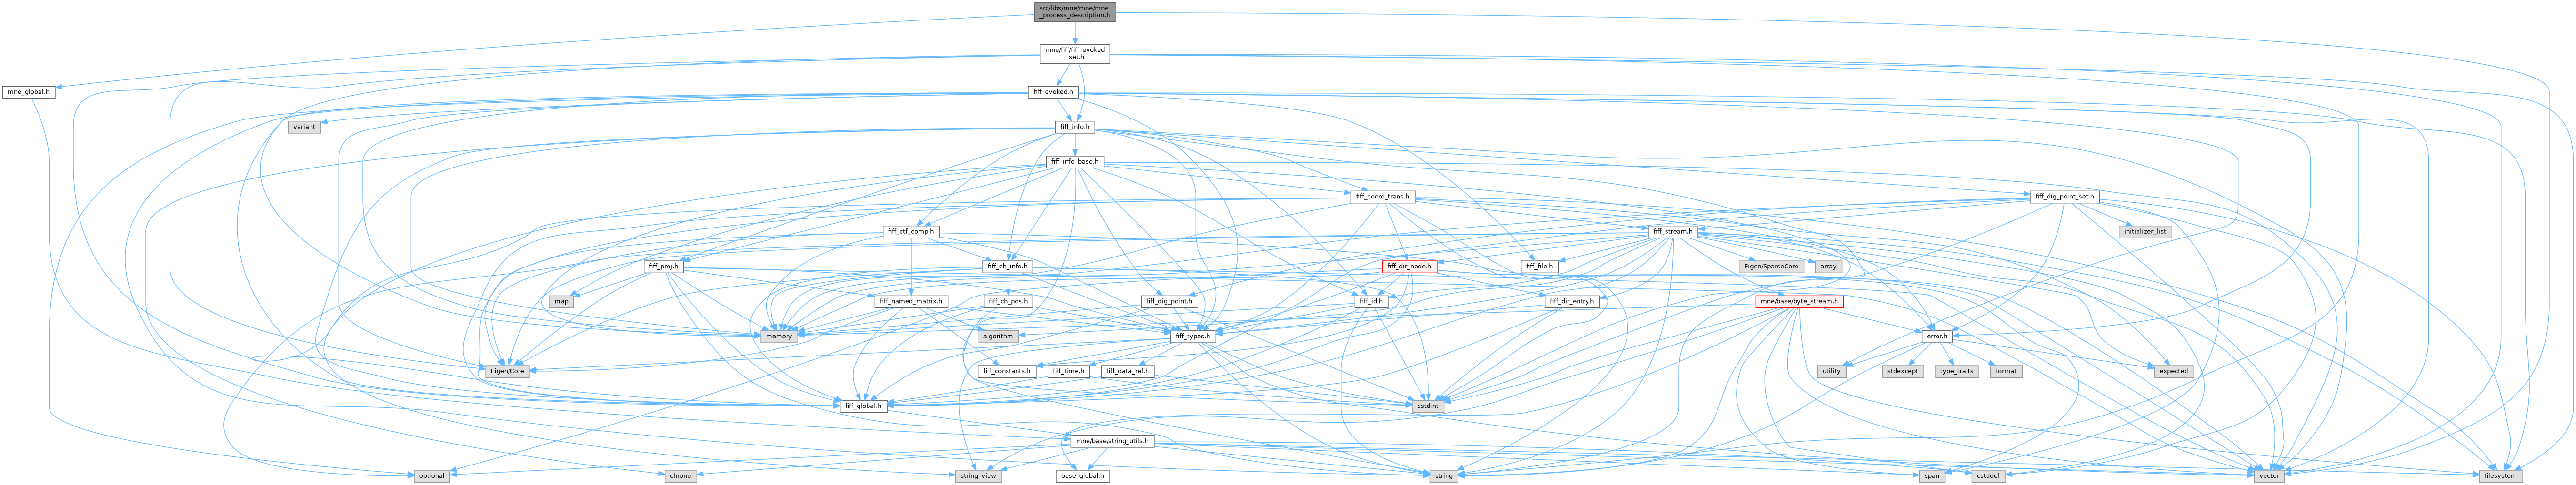 src/libs/mne/mne/mne
_process_description.h
mne/fiff/fiff_evoked
_set.h
mne_global.h
fiff_evoked.h
variant
fiff_info.h
fiff_info_base.h
fiff_coord_trans.h
fiff_dig_point_set.h
fiff_ctf_comp.h
fiff_stream.h
initializer_list
fiff_proj.h
fiff_ch_info.h
fiff_dir_node.h
fiff_file.h
Eigen/SparseCore
array
map
fiff_named_matrix.h
fiff_ch_pos.h
fiff_dig_point.h
fiff_id.h
fiff_dir_entry.h
mne/base/byte_stream.h
memory
algorithm
fiff_types.h
error.h
Eigen/Core
fiff_constants.h
fiff_time.h
fiff_data_ref.h
utility
stdexcept
type_traits
format
expected
fiff_global.h
cstdint
mne/base/string_utils.h
optional
chrono
string_view
base_global.h
string
span
cstddef
vector
filesystem